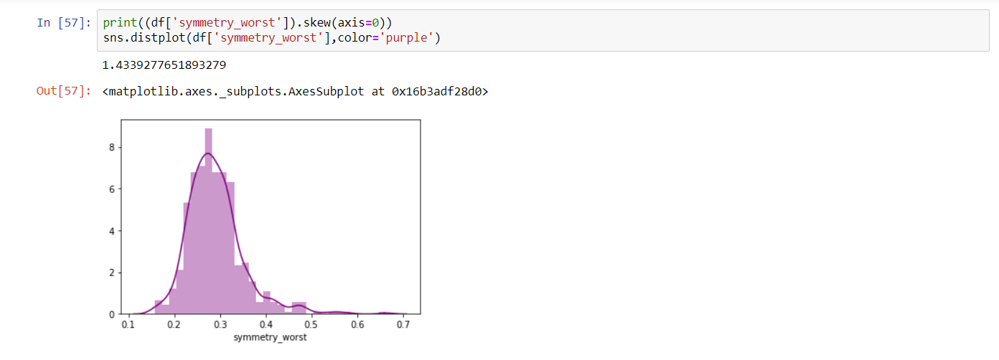 In [57]: print((df['symmetry_worst']).skew(axis=0))
sns.distplot(df['symmetry_worst'],color='purple')
1.4339277651893279
Out[57]: <matplotlib.axes._subplots.AxesSubplot at 0x16b3adf28d0>
8
6
4
2
0
0.1 0.2 0.3 0.4 0.5 0.6 0.7
symmetry_worst